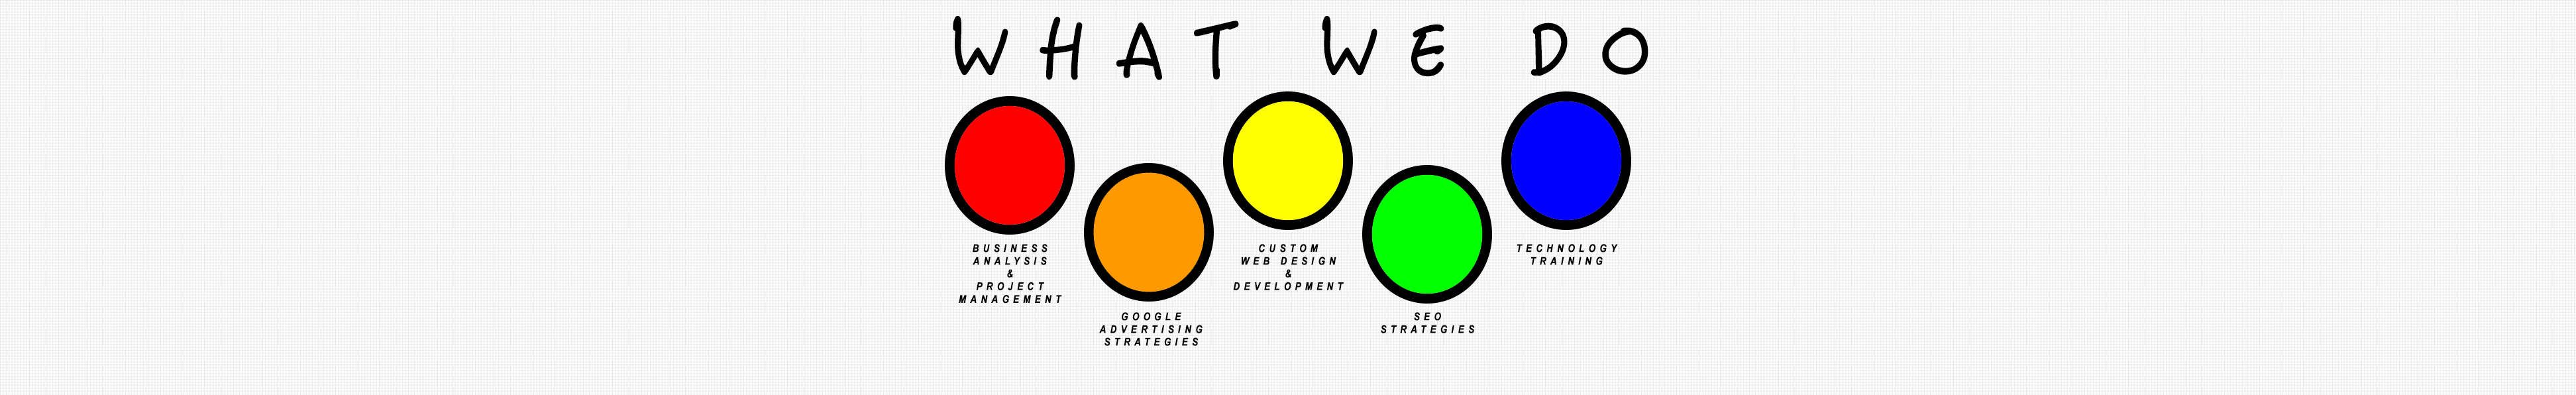 WHAT WE DO
BUSINESS
ANALYSIS
&
PROJECT
MANAGEMENT
GOOGLE
ADVERTISING
STRATEGIES
CUSTOM
WEB DESIGN
&
DEVELOPMENT
SEO
STRATEGIES
TECHNOLOGY
TRAINING